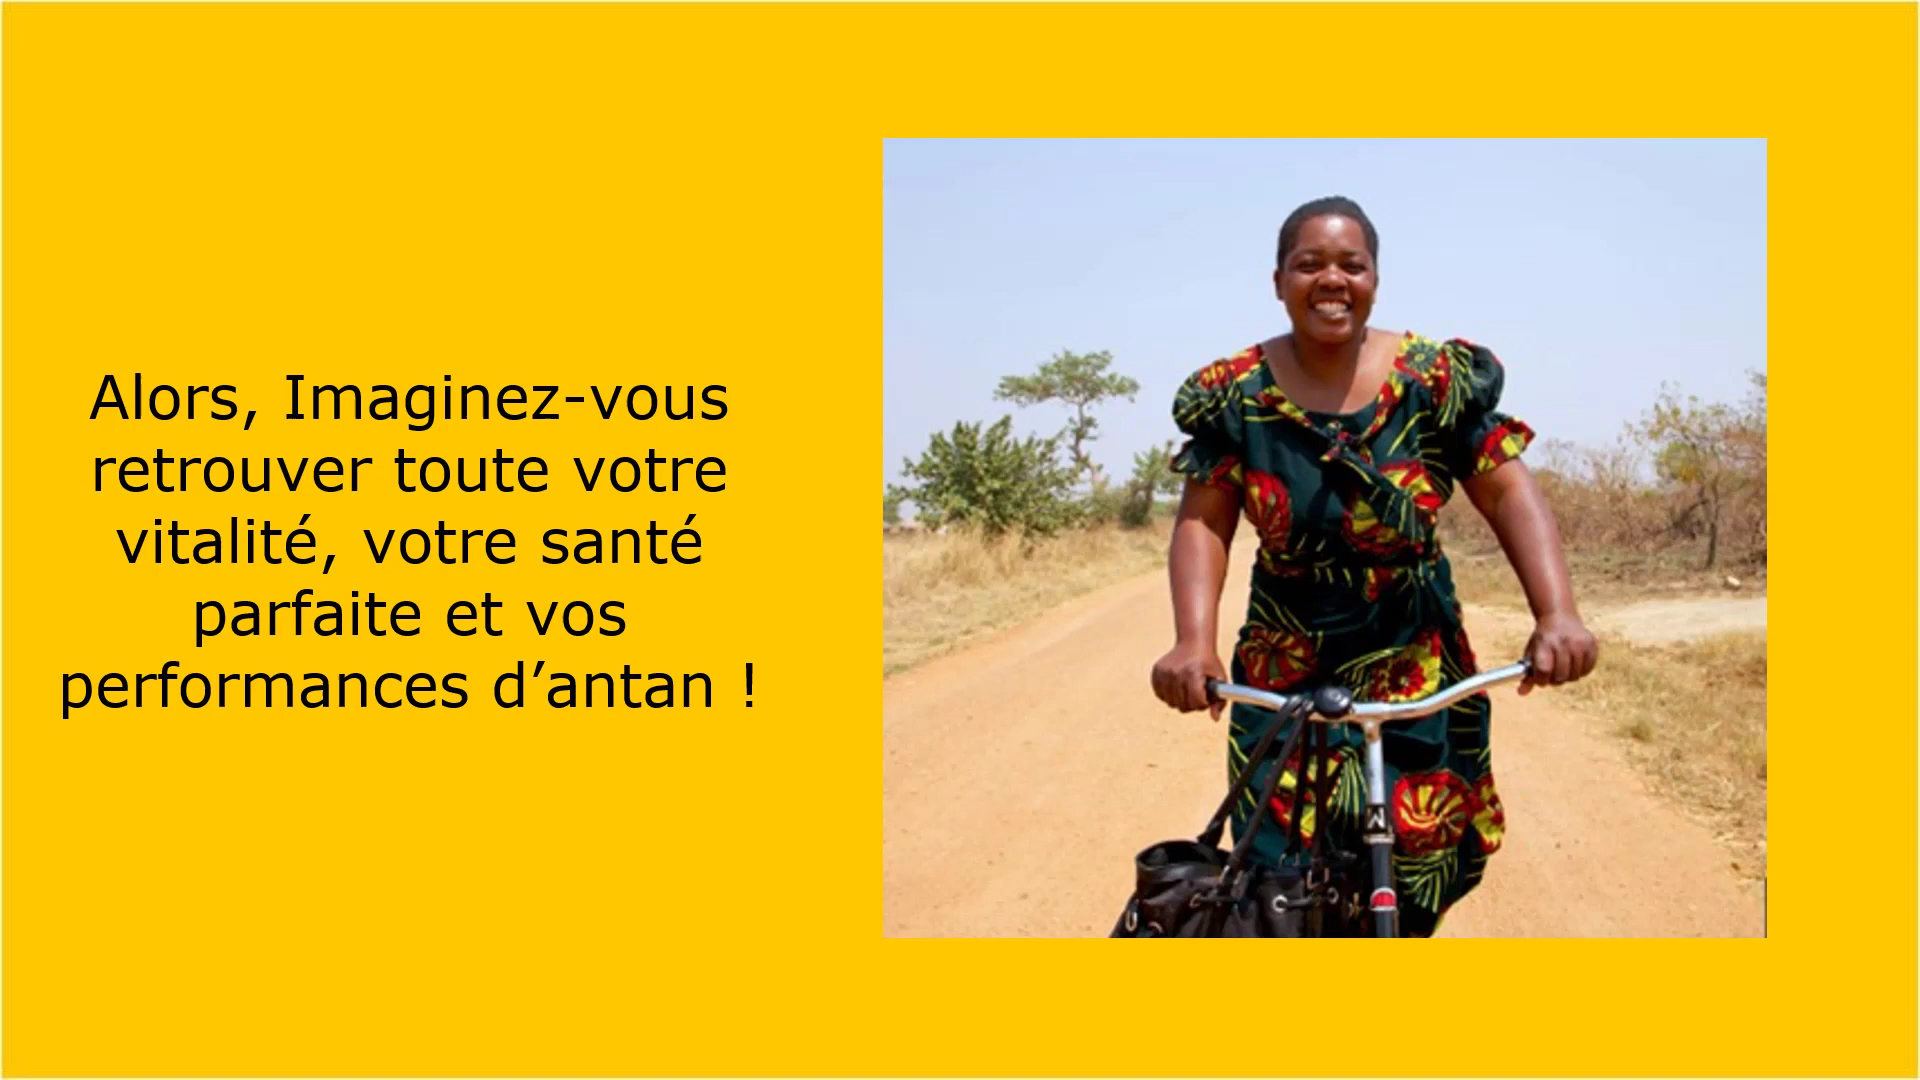 Alors, Imaginez-vous
retrouver toute votre
vitalité, votre santé
parfaite et vos
performances d’antan !